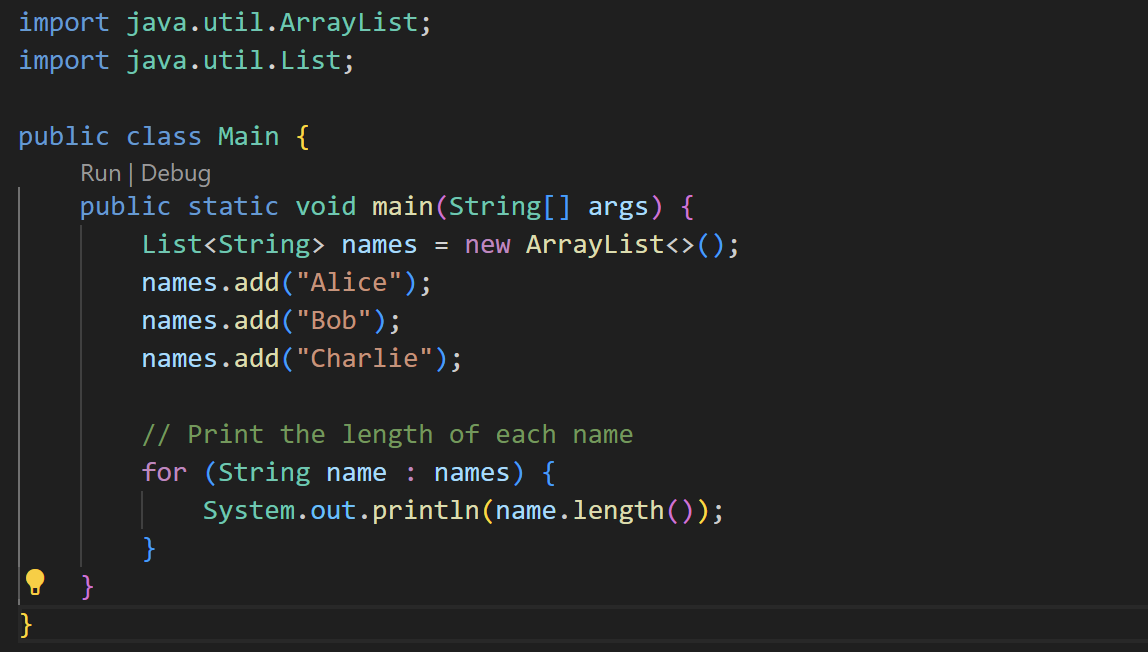 import java.util.ArrayList;
import java.util.List;

public class Main {
    Run | Debug
    public static void main(String[] args) {
        List<String> names = new ArrayList<>();
        names.add("Alice");
        names.add("Bob");
        names.add("Charlie");

        // Print the length of each name
        for (String name : names) {
            System.out.println(name.length());
        }
    }
}